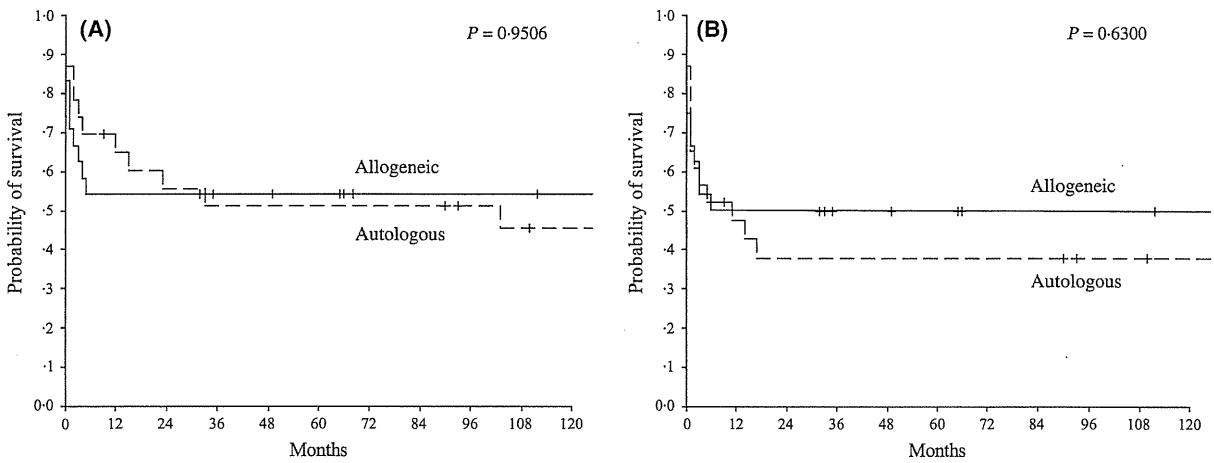 (A)
P = 0·9506
Probability of survival
1·0
·9
·8
·7
·6
·5
·4
·3
·2
·1
0·0
Allogeneic
Autologous
0 12 24 36 48 60 72 84 96 108 120
Months
(B)
P = 0·6300
Probability of survival
1·0
·9
·8
·7
·6
·5
·4
·3
·2
·1
0·0
Allogeneic
Autologous
0 12 24 36 48 60 72 84 96 108 120
Months